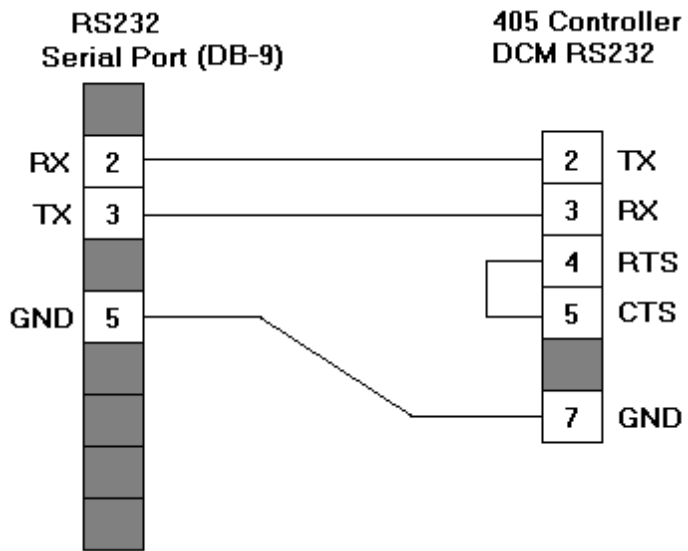 RS232
Serial Port (DB-9)
405 Controller
DCM RS232
RX 2 2 TX
TX 3 3 RX
4 RTS
GND 5 5 CTS
7 GND